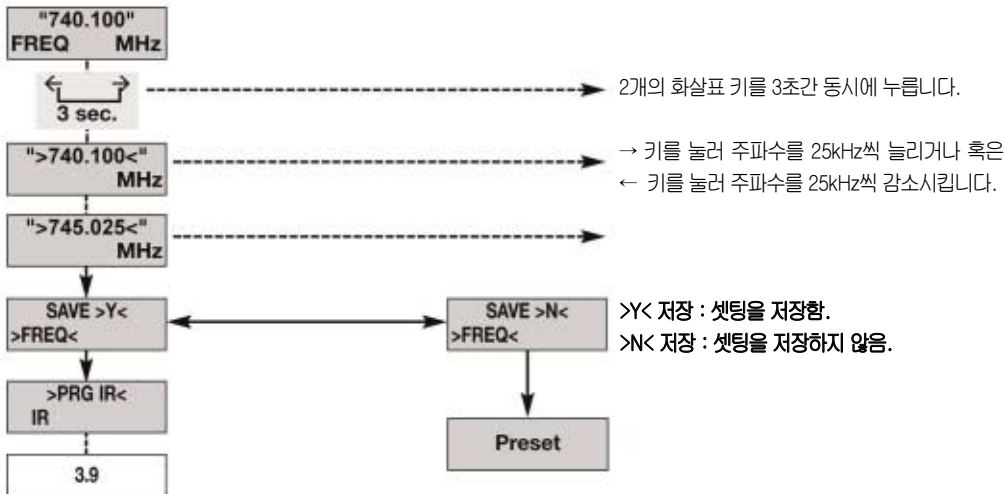 "740.100"
FREQ MHz
← →
3 sec.
2개의 화살표 키를 3초간 동시에 누릅니다.
">740.100<"
MHz
→ 키를 눌러 주파수를 25kHz씩 늘리거나 혹은
← 키를 눌러 주파수를 25kHz씩 감소시킵니다.
">745.025<"
MHz
SAVE >Y<
>FREQ<
SAVE >N<
>FREQ<
>Y< 저장 : 셋팅을 저장함.
>N< 저장 : 셋팅을 저장하지 않음.
>PRG IR<
IR
Preset
3.9